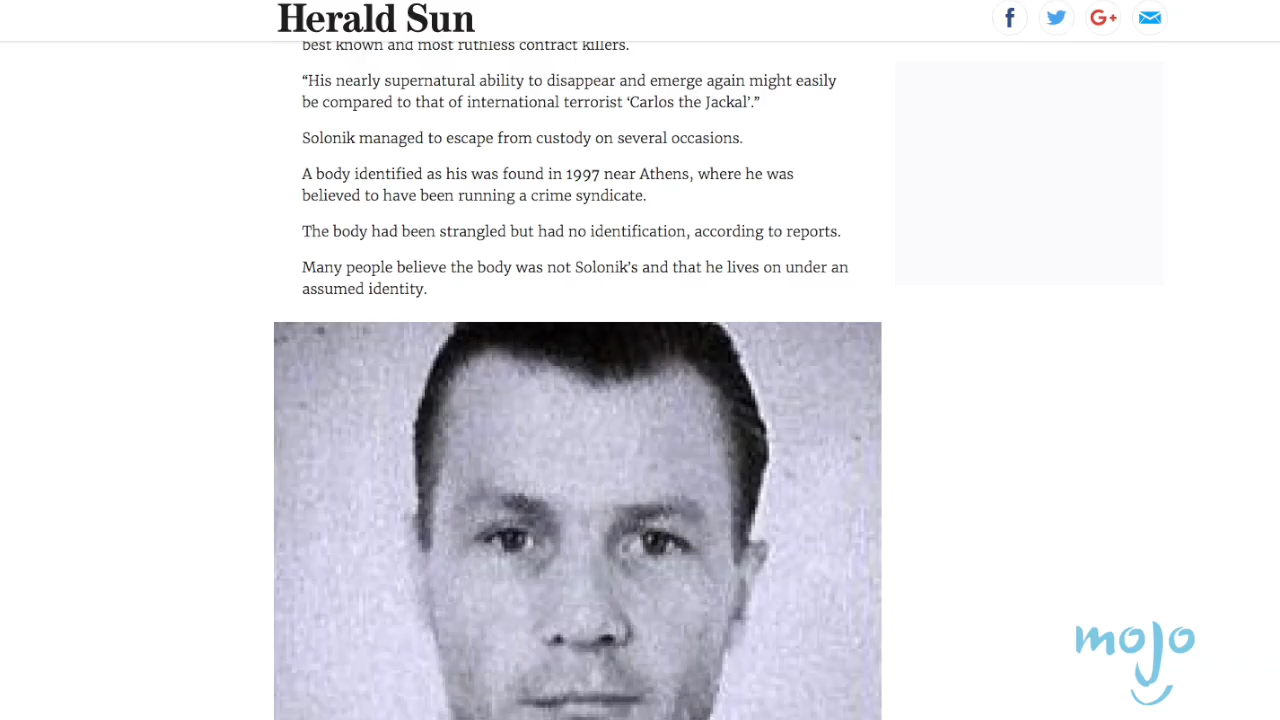 Herald Sun
best known and most ruthless contract killers.
“His nearly supernatural ability to disappear and emerge again might easily
be compared to that of international terrorist ‘Carlos the Jackal’.”
Solonik managed to escape from custody on several occasions.
A body identified as his was found in 1997 near Athens, where he was
believed to have been running a crime syndicate.
The body had been strangled but had no identification, according to reports.
Many people believe the body was not Solonik’s and that he lives on under an
assumed identity.
mojo